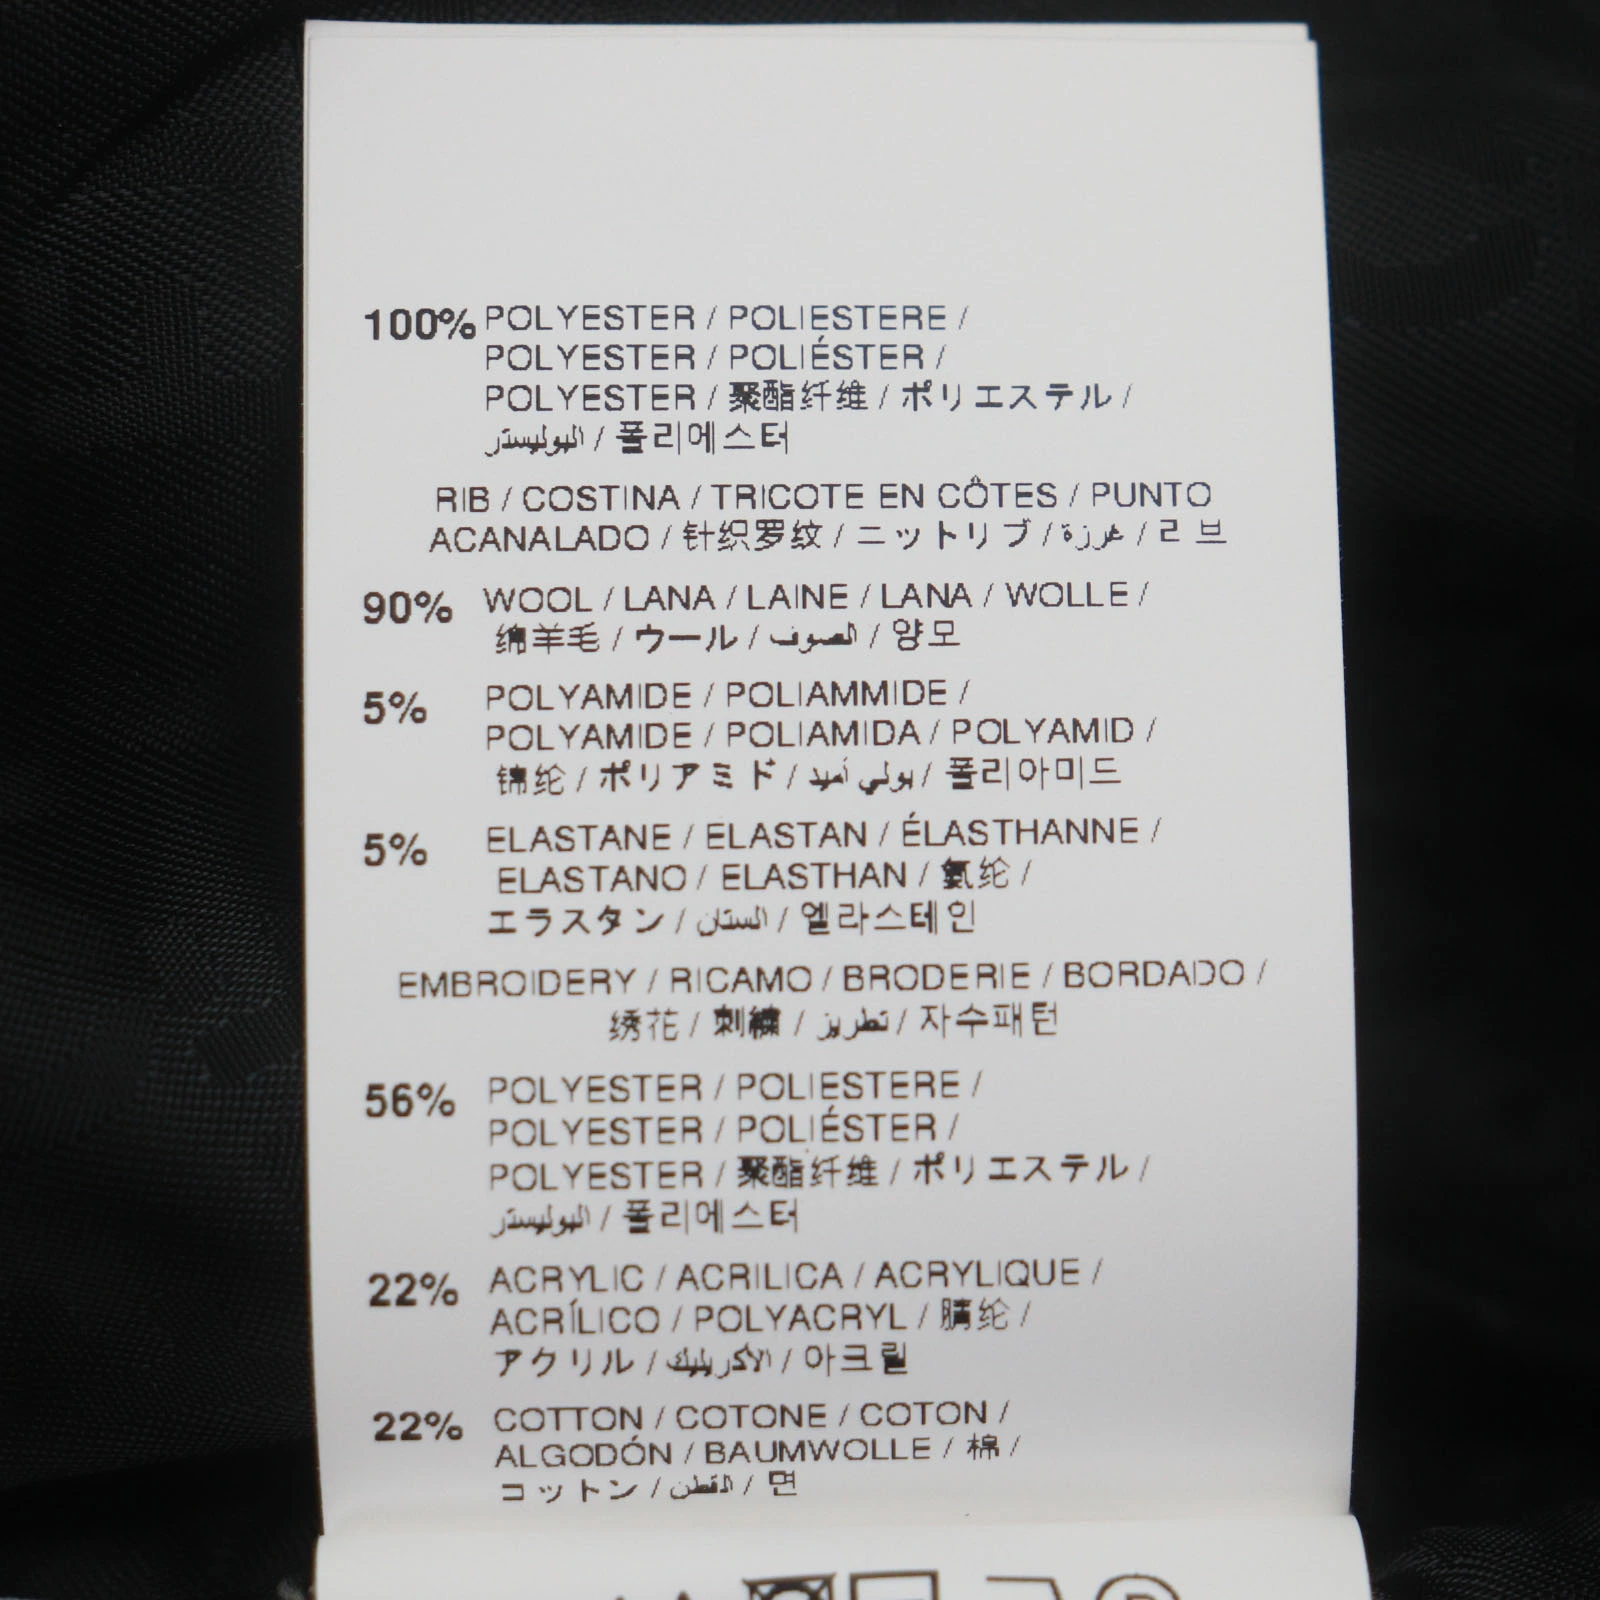 100% POLYESTER / POLIESTERE /
POLYESTER / POLIÉSTER /
POLYESTER / 聚酯纤维 / ポリエステル /
البوليستر / 폴리에스터
RIB / COSTINA / TRICOTE EN CÔTES / PUNTO
ACANALADO / 针织罗纹 / ニットリブ / غرزة / 리브
90% WOOL / LANA / LAINE / LANA / WOLLE /
绵羊毛 / ウール / الصوف / 양모
5% POLYAMIDE / POLIAMMIDE /
POLYAMIDE / POLIAMIDA / POLYAMID /
锦纶 / ポリアミド / بولي أميد / 폴리아미드
5% ELASTANE / ELASTAN / ÉLASTHANNE /
ELASTANO / ELASTHAN / 氨纶 /
エラスタン / الستان / 엘라스테인
EMBROIDERY / RICAMO / BRODERIE / BORDADO /
绣花 / 刺繍 / تطريز / 자수패턴
56% POLYESTER / POLIESTERE /
POLYESTER / POLIÉSTER /
POLYESTER / 聚酯纤维 / ポリエステル /
البوليستر / 폴리에스터
22% ACRYLIC / ACRILICA / ACRYLIQUE /
ACRÍLICO / POLYACRYL / 腈纶 /
アクリル / الأكريليك / 아크릴
22% COTTON / COTONE / COTON /
ALGODÓN / BAUMWOLLE / 棉 /
コットン / القطن / 면